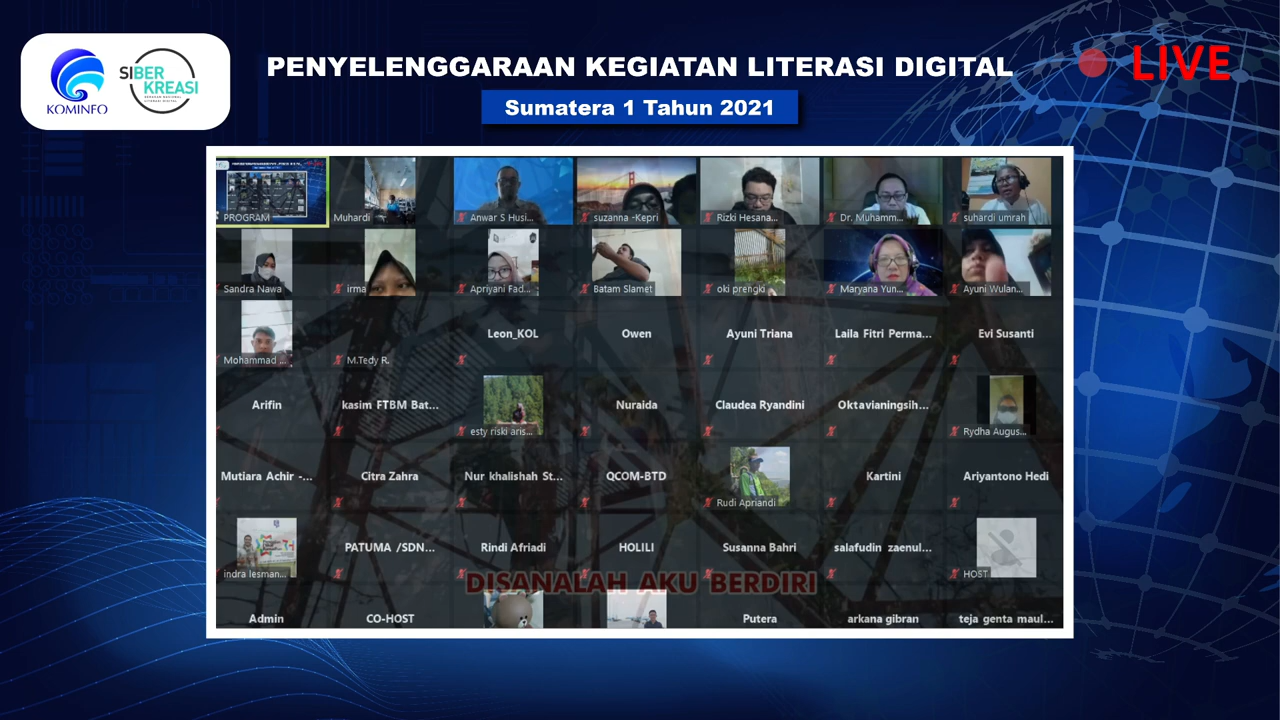 KOMINFO
SIBER
KREASI
PENYELENGGARAAN KEGIATAN LITERASI DIGITAL
Sumatera 1 Tahun 2021
LIVE
PROGRAM
Muhardi
Anwar S Husi...
suzanna -Kepri
Rizki Hesana...
Dr. Muhamm...
suhardi umrah
Sandra Nawa
irma
Apriyani Fad...
Batam Slamet
oki prengki
Maryana Yun...
Ayuni Wulan...
Mohammad ...
M.Tedy R.
Leon_KOL
Owen
Ayuni Triana
Laila Fitri Perma...
Evi Susanti
Arifin
kasim FTBM Bat...
esty riski aris...
Nuraida
Claudea Ryandini
Oktavianingsih...
Rydha Augus...
Mutiara Achir -...
Citra Zahra
Nur khalishah St...
QCOM-BTD
Rudi Apriandi
Kartini
Ariyantono Hedi
indra lesman...
PATUMA /SDN...
Rindi Afriadi
HOLILI
Susanna Bahri
salafudin zaenul...
HOST
DISANALAH AKU BERDIRI
Admin
CO-HOST
Putera
arkana gibran
teja genta maul...